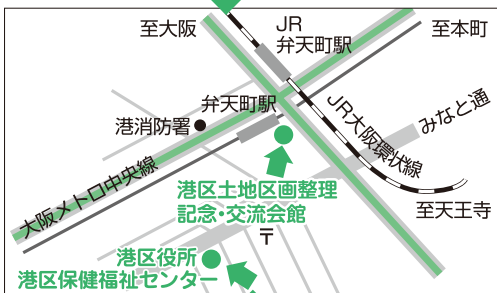 至大阪
JR
弁天町駅
至本町
弁天町駅
港消防署
みなと通
JR大阪環状線
大阪メトロ中央線
港区土地区画整理
記念・交流会館
至天王寺
〒
港区役所
港区保健福祉センター